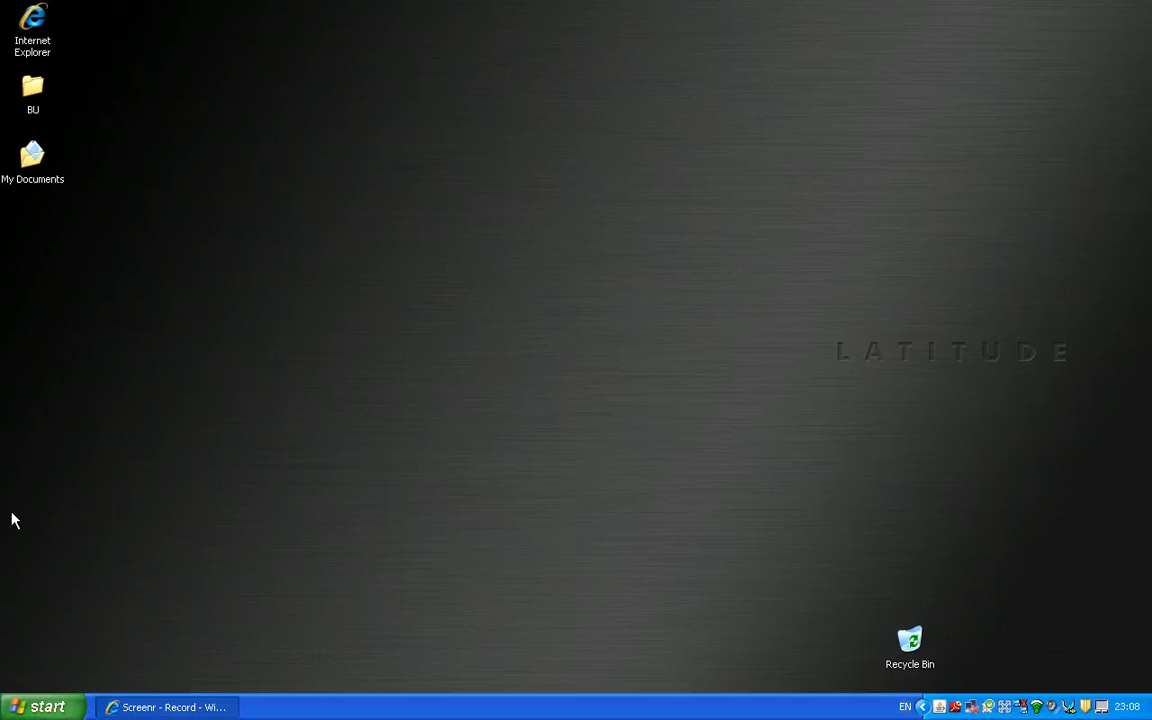 Internet
Explorer
BU
My Documents
LATITUDE
Recycle Bin
start
Screenr - Record - Wi...
EN
23:08